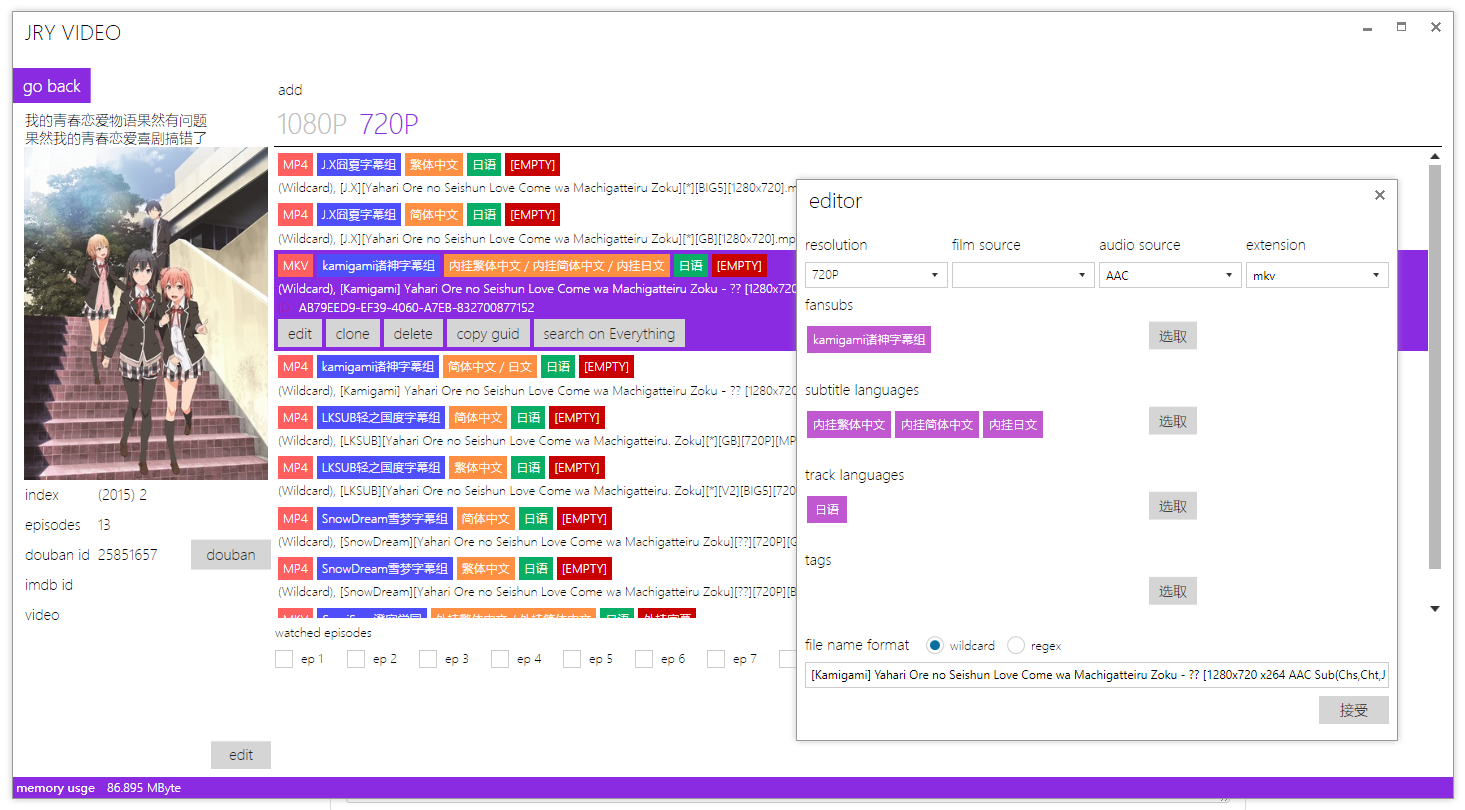 JRY VIDEO
go back
我的青春恋爱物语果然有问题
果然我的青春恋爱喜剧搞错了
index (2015) 2
episodes 13
douban id 25851657 douban
imdb id
video
edit
add
1080P 720P
MP4 J.X囧夏字幕组 繁体中文 日语 [EMPTY]
(Wildcard), [J.X][Yahari Ore no Seishun Love Come wa Machigatteiru Zoku][*][BIG5][1280x720].m
MP4 J.X囧夏字幕组 简体中文 日语 [EMPTY]
(Wildcard), [J.X][Yahari Ore no Seishun Love Come wa Machigatteiru Zoku][*][GB][1280x720].mp
MKV kamigami诸神字幕组 内挂繁体中文 / 内挂简体中文 / 内挂日文 日语 [EMPTY]
(Wildcard), [Kamigami] Yahari Ore no Seishun Love Come wa Machigatteiru Zoku - ?? [1280x720
AB79EED9-EF39-4060-A7EB-832700877152
edit clone delete copy guid search on Everything
MP4 kamigami诸神字幕组 简体中文 / 日文 日语 [EMPTY]
(Wildcard), [Kamigami] Yahari Ore no Seishun Love Come wa Machigatteiru Zoku - ?? [1280x720
MP4 LKSUB轻之国度字幕组 简体中文 日语 [EMPTY]
(Wildcard), [LKSUB][Yahari Ore no Seishun Love Come wa Machigatteiru. Zoku][*][GB][720P][MP
MP4 LKSUB轻之国度字幕组 繁体中文 日语 [EMPTY]
(Wildcard), [LKSUB][Yahari Ore no Seishun Love Come wa Machigatteiru. Zoku][*][V2][BIG5][720
MP4 SnowDream雪梦字幕组 简体中文 日语 [EMPTY]
(Wildcard), [SnowDream][Yahari Ore no Seishun Love Come wa Machigatteiru Zoku][??][720P][G
MP4 SnowDream雪梦字幕组 繁体中文 日语 [EMPTY]
(Wildcard), [SnowDream][Yahari Ore no Seishun Love Come wa Machigatteiru Zoku][??][720P][B
MKV 外挂繁体中文 / 外挂简体中文 日语 外挂字幕
watched episodes
ep 1 ep 2 ep 3 ep 4 ep 5 ep 6 ep 7
editor
resolution film source audio source extension
720P AAC mkv
fansubs
kamigami诸神字幕组 选取
subtitle languages
内挂繁体中文 内挂简体中文 内挂日文 选取
track languages
日语 选取
tags
选取
file name format wildcard regex
[Kamigami] Yahari Ore no Seishun Love Come wa Machigatteiru Zoku - ?? [1280x720 x264 AAC Sub(Chs,Cht,J
接受
memory usge 86.895 MByte